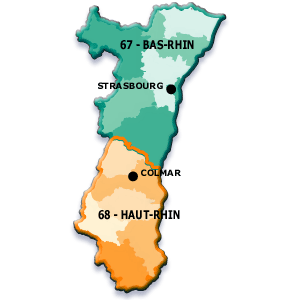 67 - BAS-RHIN
STRASBOURG
COLMAR
68 - HAUT-RHIN